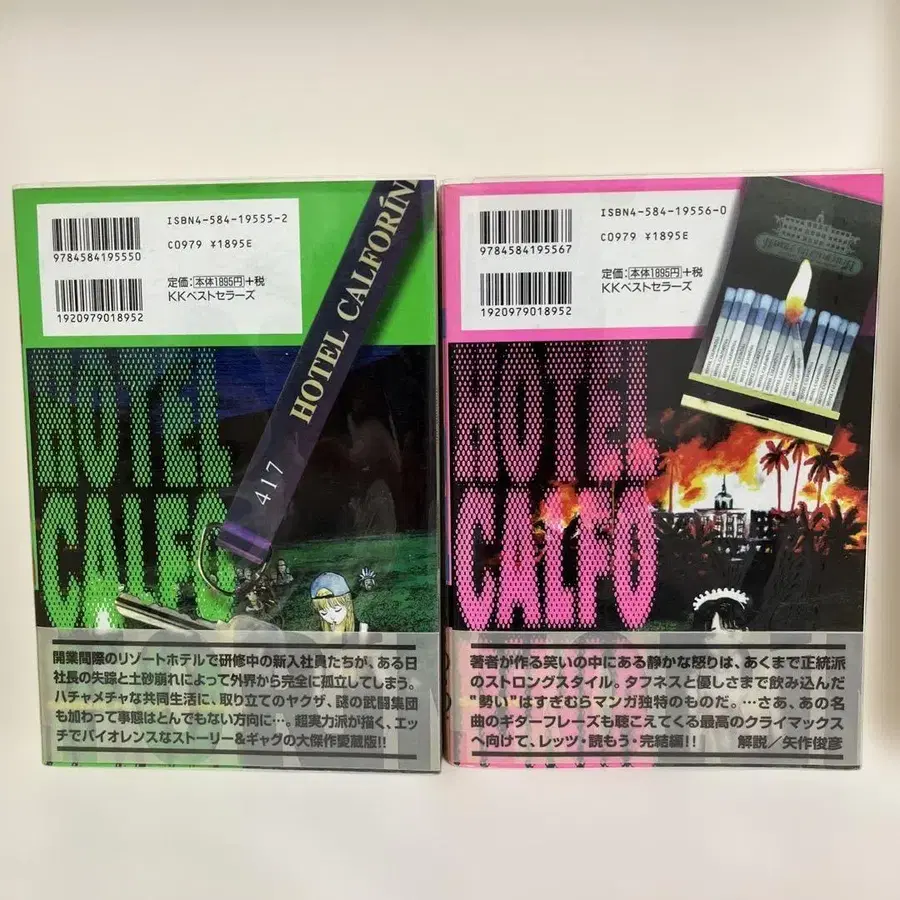 ISBN4-584-19555-2
9784584195550
C0979 ¥1895E
定価:本体1895円+税
KKベストセラーズ
1920979018952
HOTEL CALFORIN
417
HOTEL
CALFO
開業間際のリゾートホテルで研修中の新入社員たちが、ある日
社長の失踪と土砂崩れによって外界から完全に孤立してしまう。
ハチャメチャな共同生活に、取り立てのヤクザ、謎の武闘集団
も加わって事態はとんでもない方向に…。超実力派が描く、エッ
チでバイオレンスなストーリー&ギャグの大傑作愛蔵版!!
ISBN4-584-19556-0
9784584195567
C0979 ¥1895E
定価:本体1895円+税
KKベストセラーズ
1920979018952
HOTEL
CALFO
著者が作る笑いの中にある静かな怒りは、あくまで正統派
のストロングスタイル。タフネスと優しさまで飲み込んだ
"勢い"はすぎむらマンガ独特のものだ。…さあ、あの名
曲のギターフレーズも聴こえてくる最高のクライマックス
へ向けて、レッツ・読もう・完結編!! 解説/矢作俊彦